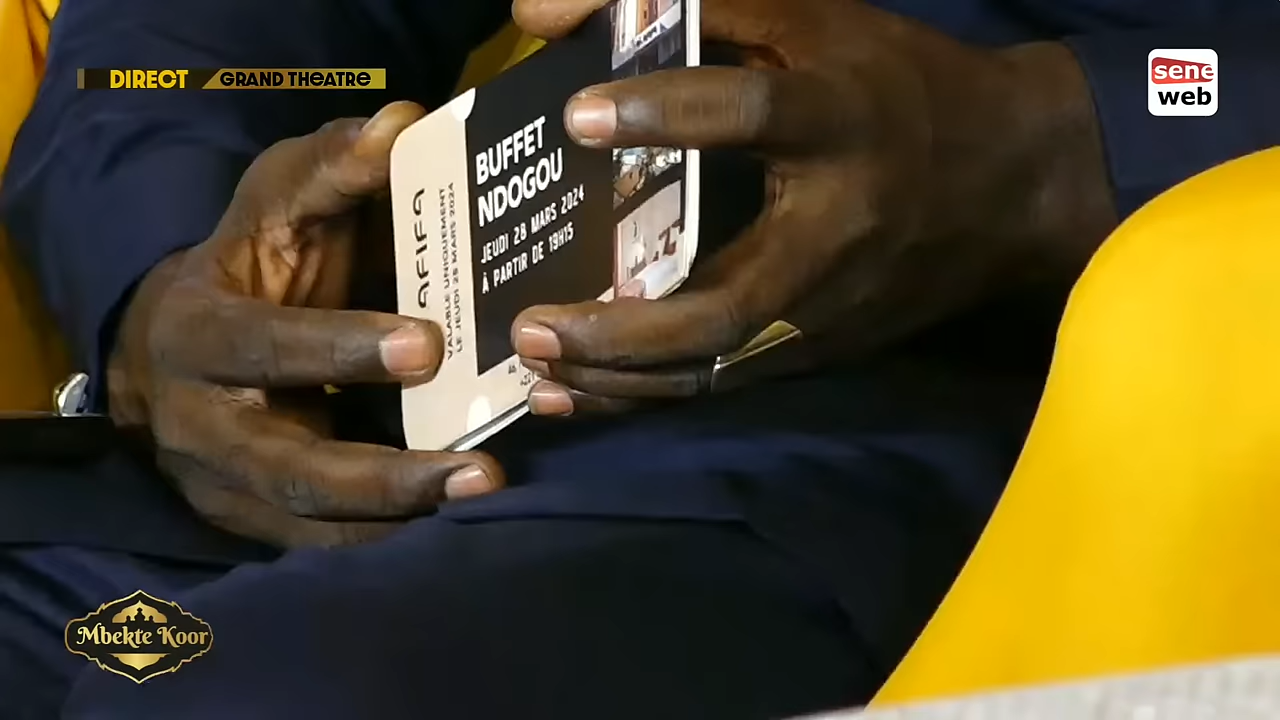 DIRECT GRAND THEATRE
sene
web
BUFFET
NDOGOU
JEUDI 28 MARS 2024
À PARTIR DE 19H15
AFIFA
VALABLE UNIQUEMENT
LE JEUDI 28 MARS 2024
Mbekte Koor